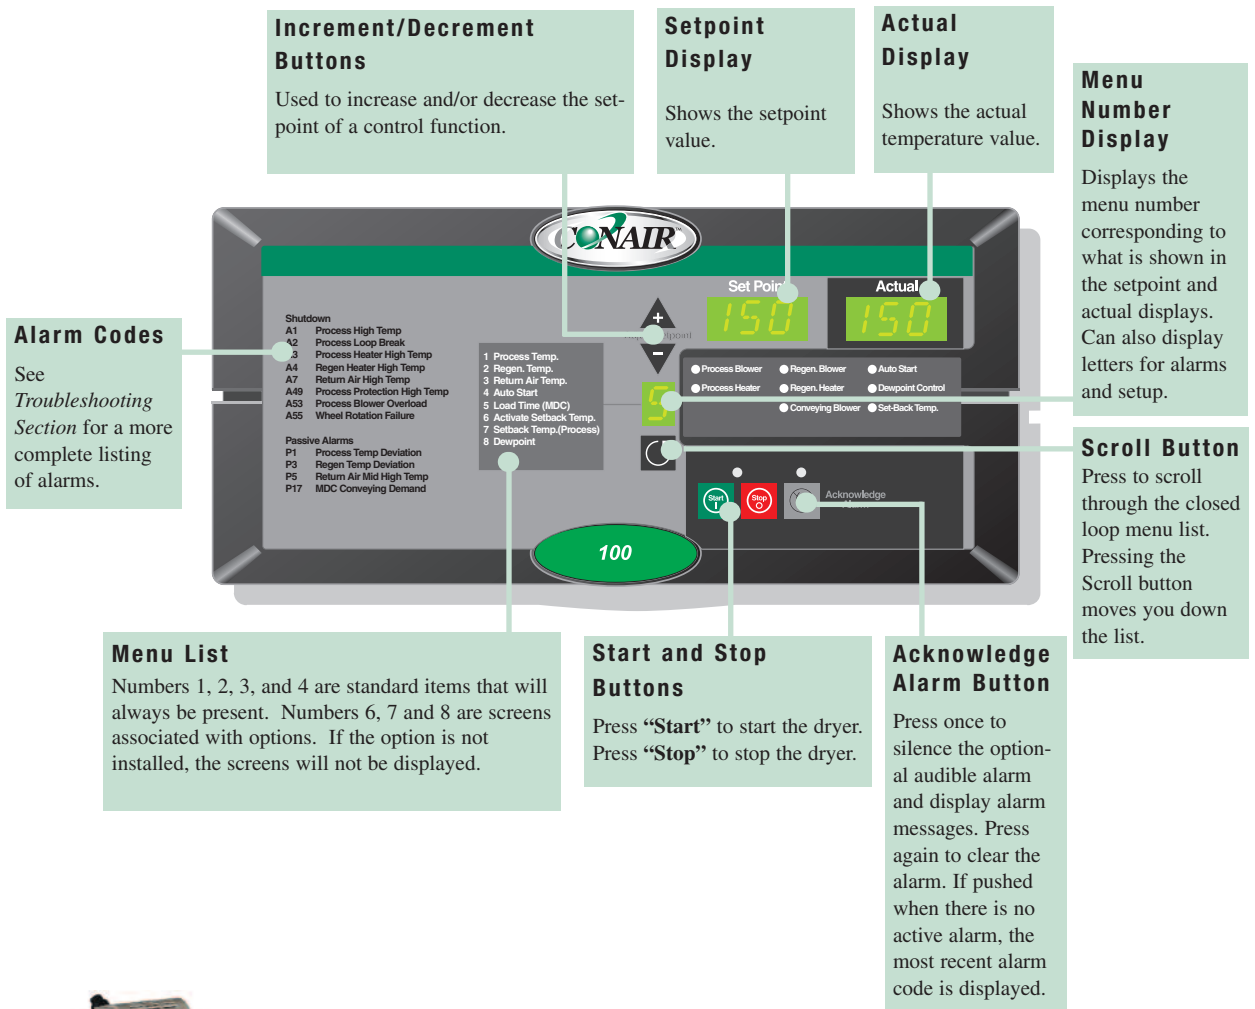 Increment/Decrement
Buttons
Used to increase and/or decrease the set-
point of a control function.
Setpoint
Display
Shows the setpoint
value.
Actual
Display
Shows the actual
temperature value.
Menu
Number
Display
Displays the
menu number
corresponding to
what is shown in
the setpoint and
actual displays.
Can also display
letters for alarms
and setup.
Alarm Codes
See
Troubleshooting
Section for a more
complete listing
of alarms.
CONAIR™
Set Point
Actual
150
150
+
–
5
Shutdown
A1 Process High Temp
A2 Process Loop Break
A3 Process Heater High Temp
A4 Regen Heater High Temp
A7 Return Air High Temp
A49 Process Protection High Temp
A53 Process Blower Overload
A55 Wheel Rotation Failure
Passive Alarms
P1 Process Temp Deviation
P3 Regen Temp Deviation
P5 Return Air Mid High Temp
P17 MDC Conveying Demand
1 Process Temp.
2 Regen. Temp.
3 Return Air Temp.
4 Auto Start
5 Load Time (MDC)
6 Activate Setback Temp.
7 Setback Temp.(Process)
8 Dewpoint
Process Blower Regen. Blower Auto Start
Process Heater Regen. Heater Dewpoint Control
Conveying Blower Set-Back Temp.
Start
I
Stop
O
Acknowledge
Alarm
100
Scroll Button
Press to scroll
through the closed
loop menu list.
Pressing the
Scroll button
moves you down
the list.
Menu List
Numbers 1, 2, 3, and 4 are standard items that will
always be present. Numbers 6, 7 and 8 are screens
associated with options. If the option is not
installed, the screens will not be displayed.
Start and Stop
Buttons
Press “Start” to start the dryer.
Press “Stop” to stop the dryer.
Acknowledge
Alarm Button
Press once to
silence the option-
al audible alarm
and display alarm
messages. Press
again to clear the
alarm. If pushed
when there is no
active alarm, the
most recent alarm
code is displayed.